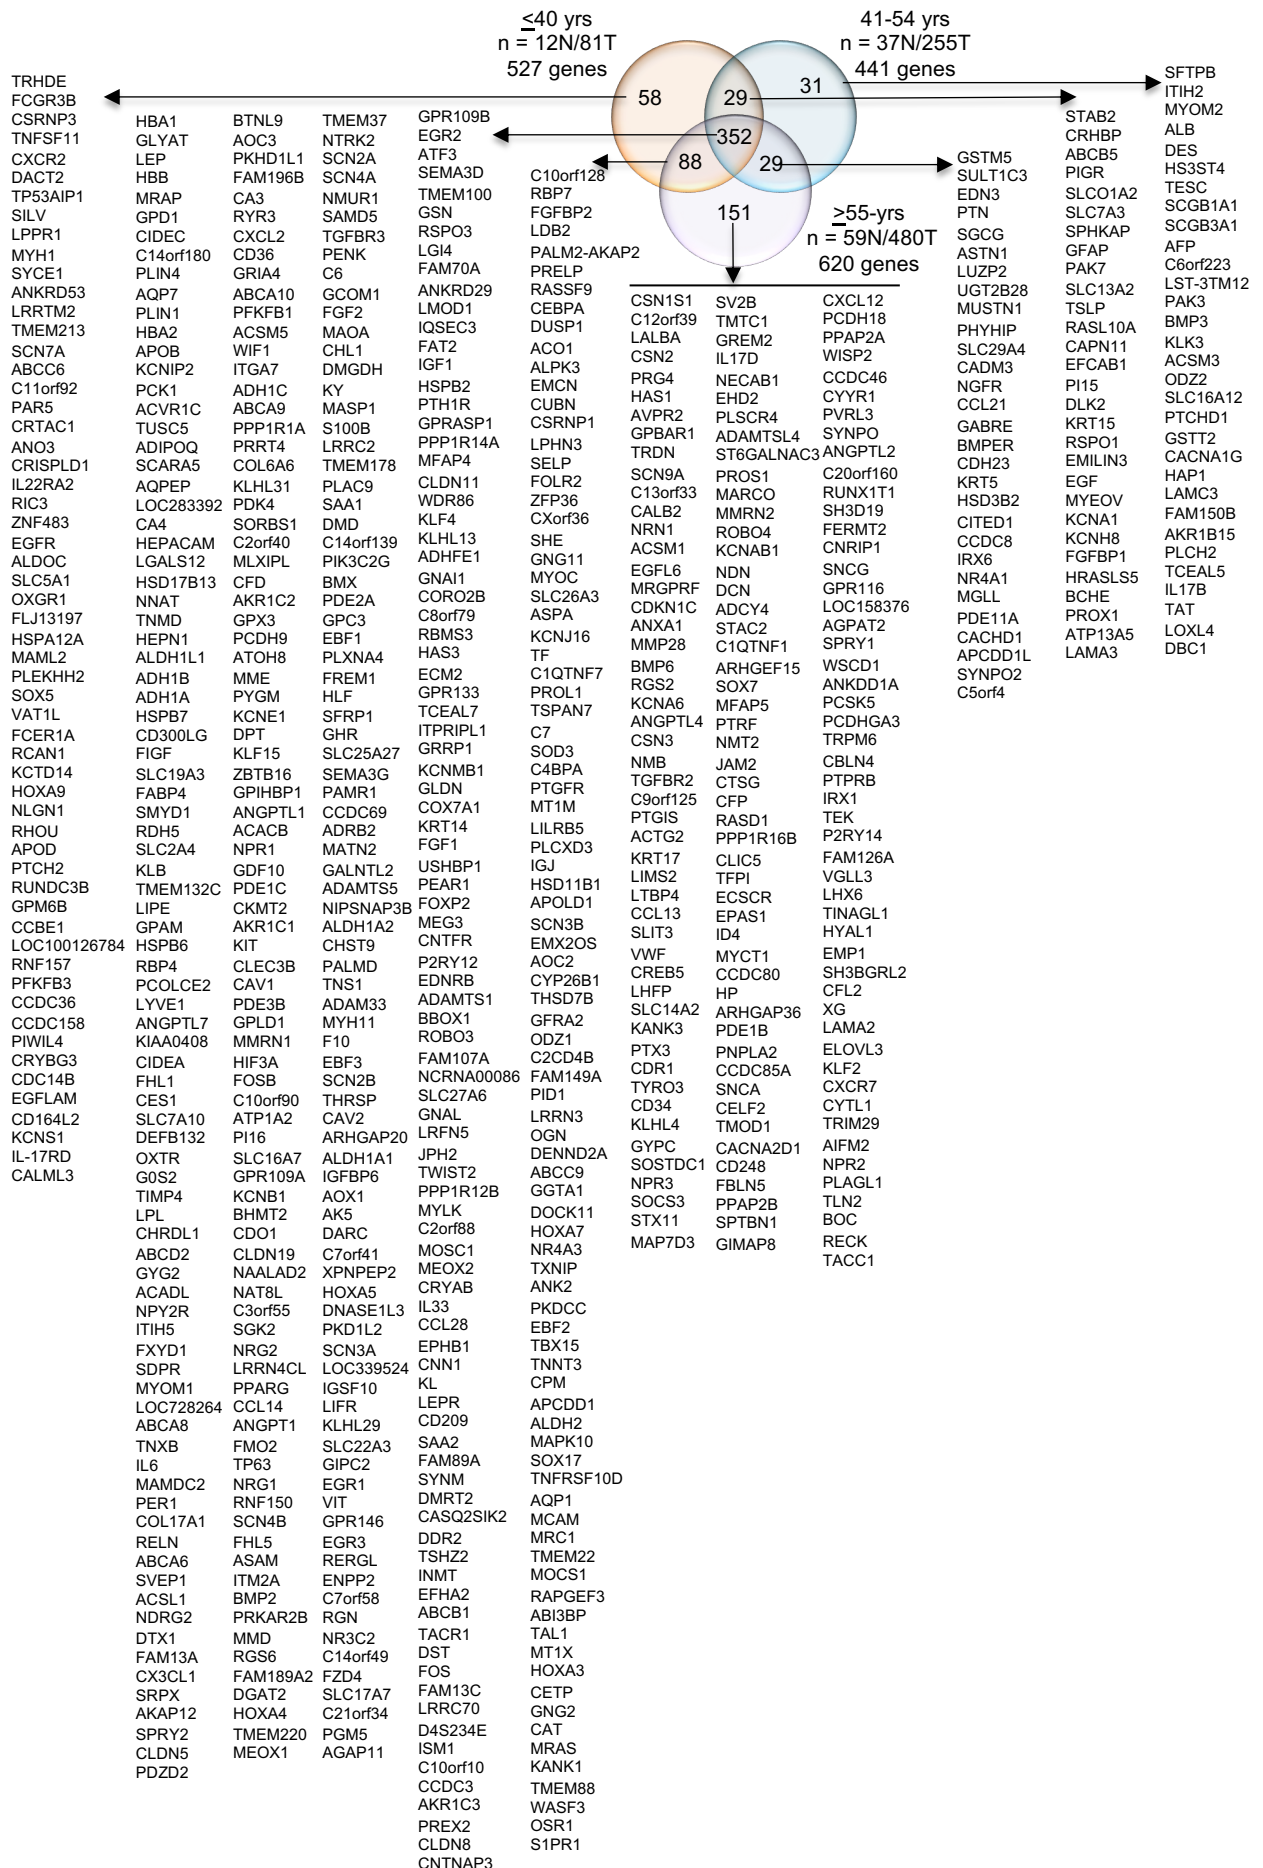 ≤40 yrs
n = 12N/81T
527 genes
41-54 yrs
n = 37N/255T
441 genes
58
29
31
352
88
29
151
≥55-yrs
n = 59N/480T
620 genes
TRHDE
FCGR3B
CSRNP3
TNFSF11
CXCR2
DACT2
TP53AIP1
SILV
LPPR1
MYH1
SYCE1
ANKRD53
LRRTM2
TMEM213
SCN7A
ABCC6
C11orf92
PAR5
CRTAC1
ANO3
CRISPLD1
IL22RA2
RIC3
ZNF483
EGFR
ALDOC
SLC5A1
OXGR1
FLJ13197
HSPA12A
MAML2
PLEKHH2
SOX5
VAT1L
FCER1A
RCAN1
KCTD14
HOXA9
NLGN1
RHOU
APOD
PTCH2
RUNDC3B
GPM6B
CCBE1
LOC100126784
RNF157
PFKFB3
CCDC36
CCDC158
PIWIL4
CRYBG3
CDC14B
EGFLAM
CD164L2
KCNS1
IL-17RD
CALML3
HBA1
GLYAT
LEP
HBB
MRAP
GPD1
CIDEC
C14orf180
PLIN4
AQP7
PLIN1
HBA2
APOB
KCNIP2
PCK1
ACVR1C
TUSC5
ADIPOQ
SCARA5
AQPEP
LOC283392
CA4
HEPACAM
LGALS12
HSD17B13
NNAT
TNMD
HEPN1
ALDH1L1
ADH1B
ADH1A
HSPB7
CD300LG
FIGF
SLC19A3
FABP4
SMYD1
RDH5
SLC2A4
KLB
TMEM132C
LIPE
GPAM
HSPB6
RBP4
PCOLCE2
LYVE1
ANGPTL7
KIAA0408
CIDEA
FHL1
CES1
SLC7A10
DEFB132
OXTR
G0S2
TIMP4
LPL
CHRDL1
ABCD2
GYG2
ACADL
NPY2R
ITIH5
FXYD1
SDPR
MYOM1
LOC728264
ABCA8
TNXB
IL6
MAMDC2
PER1
COL17A1
RELN
ABCA6
SVEP1
ACSL1
NDRG2
DTX1
FAM13A
CX3CL1
SRPX
AKAP12
SPRY2
CLDN5
PDZD2
BTNL9
AOC3
PKHD1L1
FAM196B
CA3
RYR3
CXCL2
CD36
GRIA4
ABCA10
PFKFB1
ACSM5
WIF1
ITGA7
ADH1C
ABCA9
PPP1R1A
PRRT4
COL6A6
KLHL31
PDK4
SORBS1
C2orf40
MLXIPL
CFD
AKR1C2
GPX3
PCDH9
ATOH8
MME
PYGM
KCNE1
DPT
KLF15
ZBTB16
GPIHBP1
ANGPTL1
ACACB
NPR1
GDF10
PDE1C
CKMT2
AKR1C1
KIT
CLEC3B
CAV1
PDE3B
GPLD1
MMRN1
HIF3A
FOSB
C10orf90
ATP1A2
PI16
SLC16A7
GPR109A
KCNB1
BHMT2
CDO1
CLDN19
NAALAD2
NAT8L
C3orf55
SGK2
NRG2
LRRN4CL
PPARG
CCL14
ANGPT1
FMO2
TP63
NRG1
RNF150
SCN4B
FHL5
ASAM
ITM2A
BMP2
PRKAR2B
MMD
RGS6
FAM189A2
DGAT2
HOXA4
TMEM220
MEOX1
TMEM37
NTRK2
SCN2A
SCN4A
NMUR1
SAMD5
TGFBR3
PENK
C6
GCOM1
FGF2
MAOA
CHL1
DMGDH
KY
MASP1
S100B
LRRC2
TMEM178
PLAC9
SAA1
DMD
C14orf139
PIK3C2G
BMX
PDE2A
GPC3
EBF1
PLXNA4
FREM1
HLF
SFRP1
GHR
SLC25A27
SEMA3G
PAMR1
CCDC69
ADRB2
MATN2
GALNTL2
ADAMTS5
NIPSNAP3B
ALDH1A2
CHST9
PALMD
TNS1
ADAM33
MYH11
F10
EBF3
SCN2B
THRSP
CAV2
ARHGAP20
ALDH1A1
IGFBP6
AOX1
AK5
DARC
C7orf41
XPNPEP2
HOXA5
DNASE1L3
PKD1L2
SCN3A
LOC339524
IGSF10
LIFR
KLHL29
SLC22A3
GIPC2
EGR1
VIT
GPR146
EGR3
RERGL
ENPP2
C7orf58
RGN
NR3C2
C14orf49
FZD4
SLC17A7
C21orf34
PGM5
AGAP11
GPR109B
EGR2
ATF3
SEMA3D
TMEM100
GSN
RSPO3
LGI4
FAM70A
ANKRD29
LMOD1
IQSEC3
FAT2
IGF1
HSPB2
PTH1R
GPRASP1
PPP1R14A
MFAP4
CLDN11
WDR86
KLF4
KLHL13
ADHFE1
GNAI1
CORO2B
C8orf79
RBMS3
HAS3
ECM2
GPR133
TCEAL7
ITPRIPL1
GRRP1
KCNMB1
GLDN
COX7A1
KRT14
FGF1
USHBP1
PEAR1
FOXP2
MEG3
CNTFR
P2RY12
EDNRB
ADAMTS1
BBOX1
ROBO3
FAM107A
NCRNA00086
SLC27A6
GNAL
LRFN5
JPH2
TWIST2
PPP1R12B
MYLK
C2orf88
MOSC1
MEOX2
CRYAB
IL33
CCL28
EPHB1
CNN1
KL
LEPR
CD209
SAA2
FAM89A
SYNM
DMRT2
CASQ2SIK2
DDR2
TSHZ2
INMT
EFHA2
ABCB1
TACR1
DST
FOS
FAM13C
LRRC70
D4S234E
ISM1
C10orf10
CCDC3
AKR1C3
PREX2
CLDN8
CNTNAP3
C10orf128
RBP7
FGFBP2
LDB2
PALM2-AKAP2
PRELP
RASSF9
CEBPA
DUSP1
ACO1
ALPK3
EMCN
CUBN
CSRNP1
LPHN3
SELP
FOLR2
ZFP36
CXorf36
SHE
GNG11
MYOC
SLC26A3
ASPA
KCNJ16
TF
C1QTNF7
PROL1
TSPAN7
C7
SOD3
C4BPA
PTGFR
MT1M
LILRB5
PLCXD3
IGJ
HSD11B1
APOLD1
SCN3B
EMX2OS
AOC2
CYP26B1
THSD7B
GFRA2
ODZ1
C2CD4B
FAM149A
PID1
LRRN3
OGN
DENND2A
ABCC9
GGTA1
DOCK11
HOXA7
NR4A3
TXNIP
ANK2
PKDCC
EBF2
TBX15
TNNT3
CPM
APCDD1
ALDH2
MAPK10
SOX17
TNFRSF10D
AQP1
MCAM
MRC1
TMEM22
MOCS1
RAPGEF3
ABI3BP
TAL1
MT1X
HOXA3
CETP
GNG2
CAT
MRAS
KANK1
TMEM88
WASF3
OSR1
S1PR1
CSN1S1
C12orf39
LALBA
CSN2
PRG4
HAS1
AVPR2
GPBAR1
TRDN
SCN9A
C13orf33
CALB2
NRN1
ACSM1
EGFL6
MRGPRF
CDKN1C
ANXA1
MMP28
BMP6
RGS2
KCNA6
ANGPTL4
CSN3
NMB
TGFBR2
C9orf125
PTGIS
ACTG2
KRT17
LIMS2
LTBP4
CCL13
SLIT3
VWF
CREB5
LHFP
SLC14A2
KANK3
PTX3
CDR1
TYRO3
CD34
KLHL4
GYPC
SOSTDC1
NPR3
SOCS3
STX11
MAP7D3
SV2B
TMTC1
GREM2
IL17D
NECAB1
EHD2
PLSCR4
ADAMTSL4
ST6GALNAC3
PROS1
MARCO
MMRN2
ROBO4
KCNAB1
NDN
DCN
ADCY4
STAC2
C1QTNF1
ARHGEF15
SOX7
MFAP5
PTRF
NMT2
JAM2
CTSG
CFP
RASD1
PPP1R16B
CLIC5
TFPI
ECSCR
EPAS1
ID4
MYCT1
CCDC80
HP
ARHGAP36
PDE1B
PNPLA2
CCDC85A
SNCA
CELF2
TMOD1
CACNA2D1
CD248
FBLN5
PPAP2B
SPTBN1
GIMAP8
CXCL12
PCDH18
PPAP2A
WISP2
CCDC46
CYYR1
PVRL3
SYNPO
ANGPTL2
C20orf160
RUNX1T1
SH3D19
FERMT2
CNRIP1
SNCG
GPR116
LOC158376
AGPAT2
SPRY1
WSCD1
ANKDD1A
PCSK5
PCDHGA3
TRPM6
CBLN4
PTPRB
IRX1
TEK
P2RY14
FAM126A
VGLL3
LHX6
TINAGL1
HYAL1
EMP1
SH3BGRL2
CFL2
XG
LAMA2
ELOVL3
KLF2
CXCR7
CYTL1
TRIM29
AIFM2
NPR2
PLAGL1
TLN2
BOC
RECK
TACC1
GSTM5
SULT1C3
EDN3
PTN
SGCG
ASTN1
LUZP2
UGT2B28
MUSTN1
PHYHIP
SLC29A4
CADM3
NGFR
CCL21
GABRE
BMPER
CDH23
KRT5
HSD3B2
CITED1
CCDC8
IRX6
NR4A1
MGLL
PDE11A
CACHD1
APCDD1L
SYNPO2
C5orf4
STAB2
CRHBP
ABCB5
PIGR
SLCO1A2
SLC7A3
SPHKAP
GFAP
PAK7
SLC13A2
TSLP
RASL10A
CAPN11
EFCAB1
PI15
DLK2
KRT15
RSPO1
EMILIN3
EGF
MYEOV
KCNA1
KCNH8
FGFBP1
HRASLS5
BCHE
PROX1
ATP13A5
LAMA3
SFTPB
ITIH2
MYOM2
ALB
DES
HS3ST4
TESC
SCGB1A1
SCGB3A1
AFP
C6orf223
LST-3TM12
PAK3
BMP3
KLK3
ACSM3
ODZ2
SLC16A12
PTCHD1
GSTT2
CACNA1G
HAP1
LAMC3
FAM150B
AKR1B15
PLCH2
TCEAL5
IL17B
TAT
LOXL4
DBC1